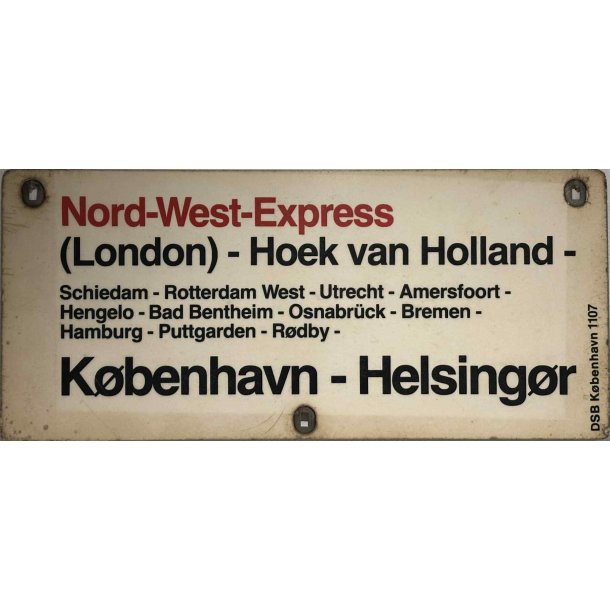 Nord-West-Express
(London) - Hoek van Holland -
Schiedam - Rotterdam West - Utrecht - Amersfoort -
Hengelo - Bad Bentheim - Osnabrück - Bremen -
Hamburg - Puttgarden - Rødby -
København - Helsingør
DSB København 1107